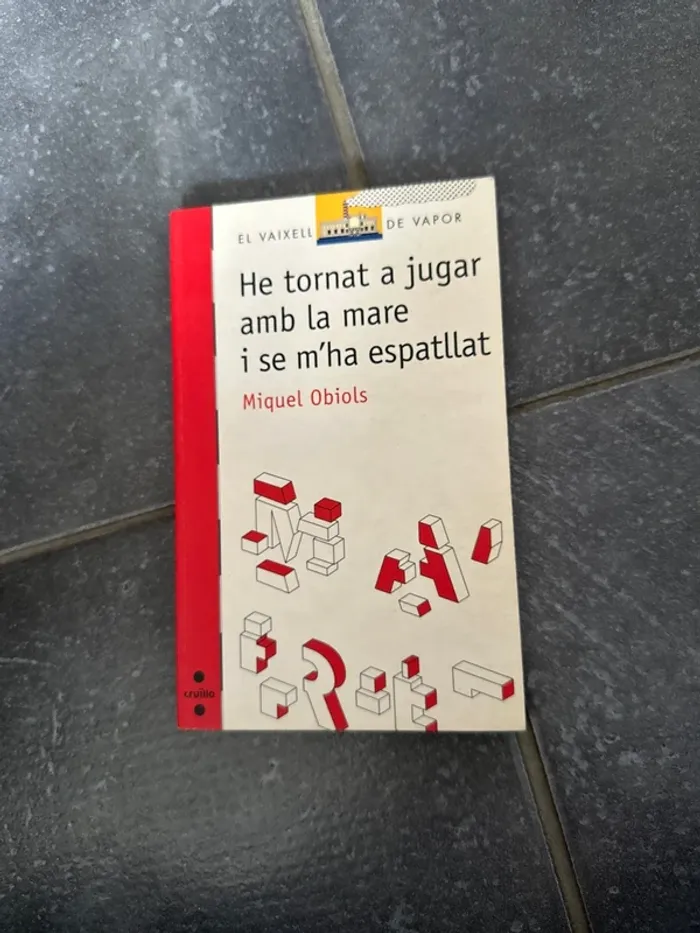 EL VAIXELL DE VAPOR
He tornat a jugar
amb la mare
i se m'ha espatllat
Miquel Obiols
cruïlla